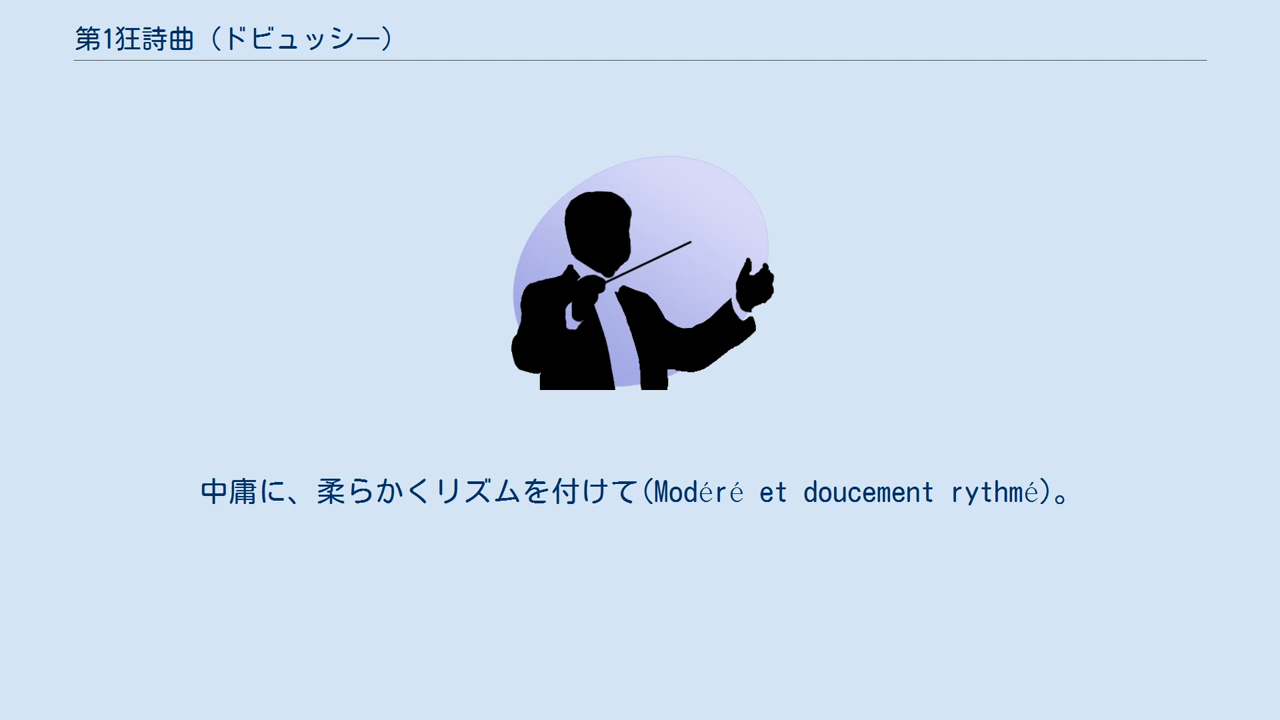 第1狂詩曲（ドビュッシー）
中庸に、柔らかくリズムを付けて(Modéré et doucement rythmé)。